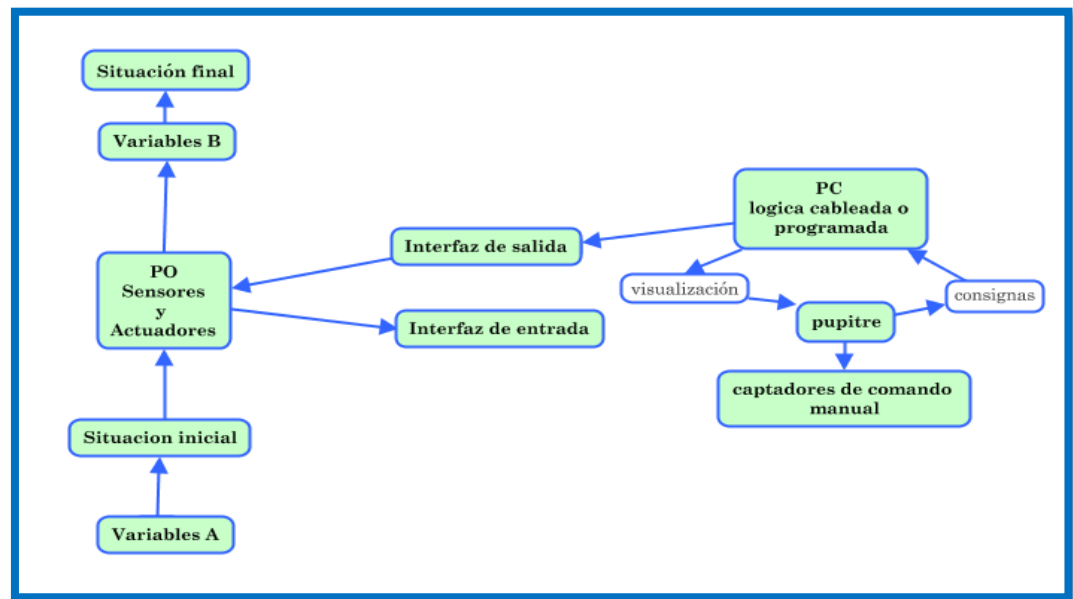 Situación final
Variables B
PC
logica cableada o
programada
Interfaz de salida
PO
Sensores
y
Actuadores
visualización
consignas
pupitre
Interfaz de entrada
captadores de comando
manual
Situacion inicial
Variables A